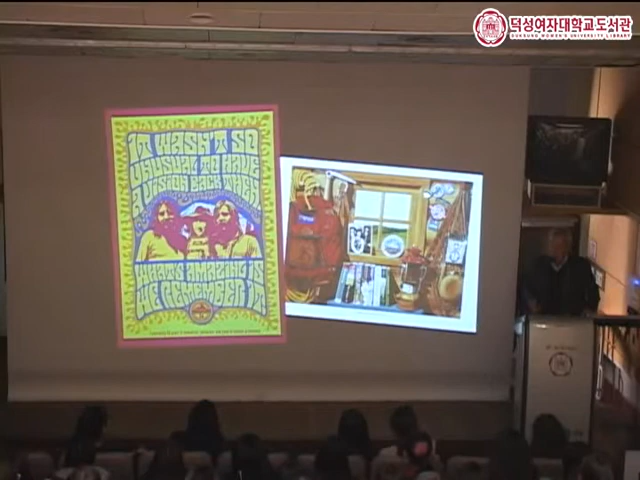 덕성여자대학교도서관
DUKSUNG WOMEN'S UNIVERSITY LIBRARY
IT WASN'T SO
UNUSUAL TO HAVE
A VISION BACK THEN
WHAT'S AMAZING IS
WE REMEMBER IT